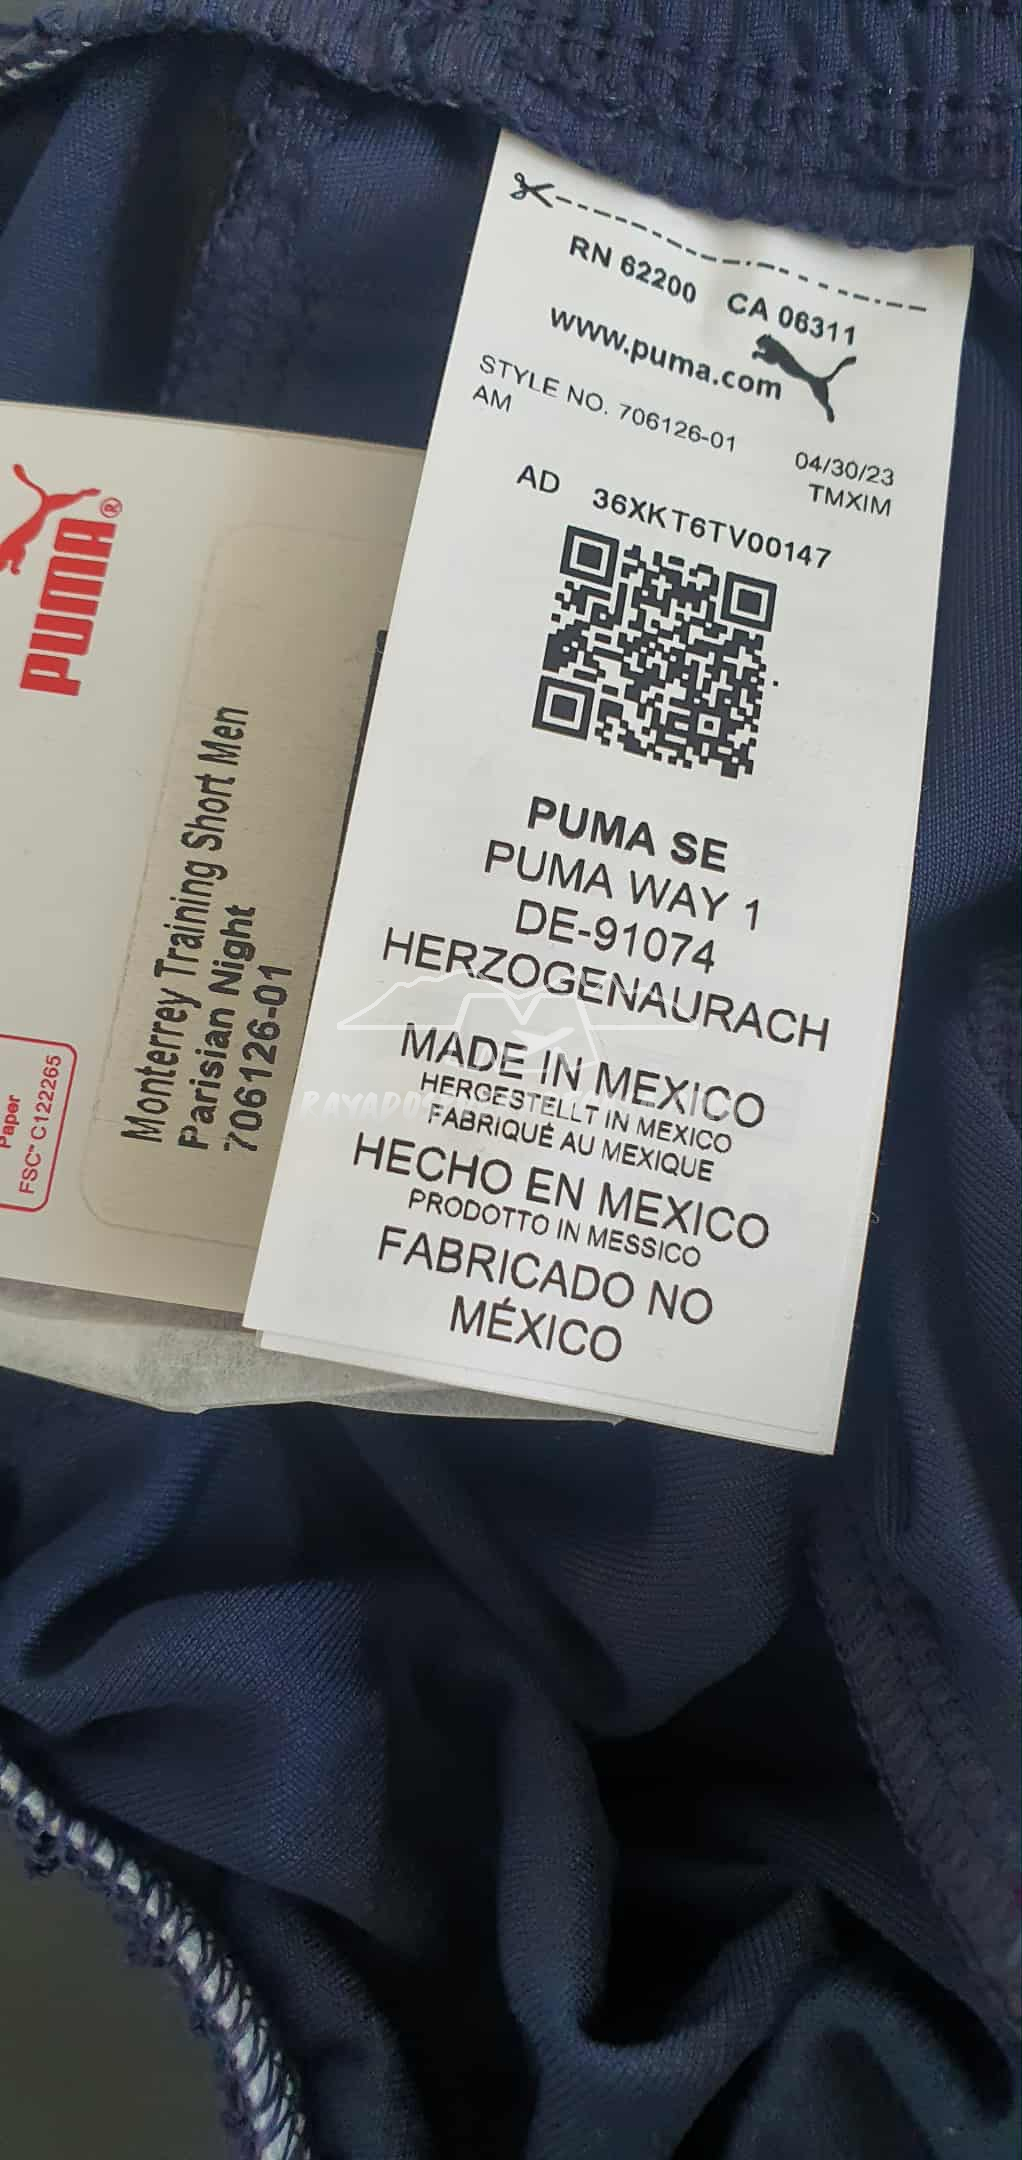 RN 62200 CA 06311
www.puma.com
STYLE NO. 706126-01 04/30/23
AM TMXIM
AD 36XKT6TV00147
PUMA SE
PUMA WAY 1
DE-91074
HERZOGENAURACH
MADE IN MEXICO
HERGESTELLT IN MEXICO
FABRIQUÉ AU MEXIQUE
HECHO EN MEXICO
PRODOTTO IN MESSICO
FABRICADO NO
MÉXICO
PUMA®
Monterrey Training Short Men
Parisian Night
706126-01
Paper
FSC™ C122265